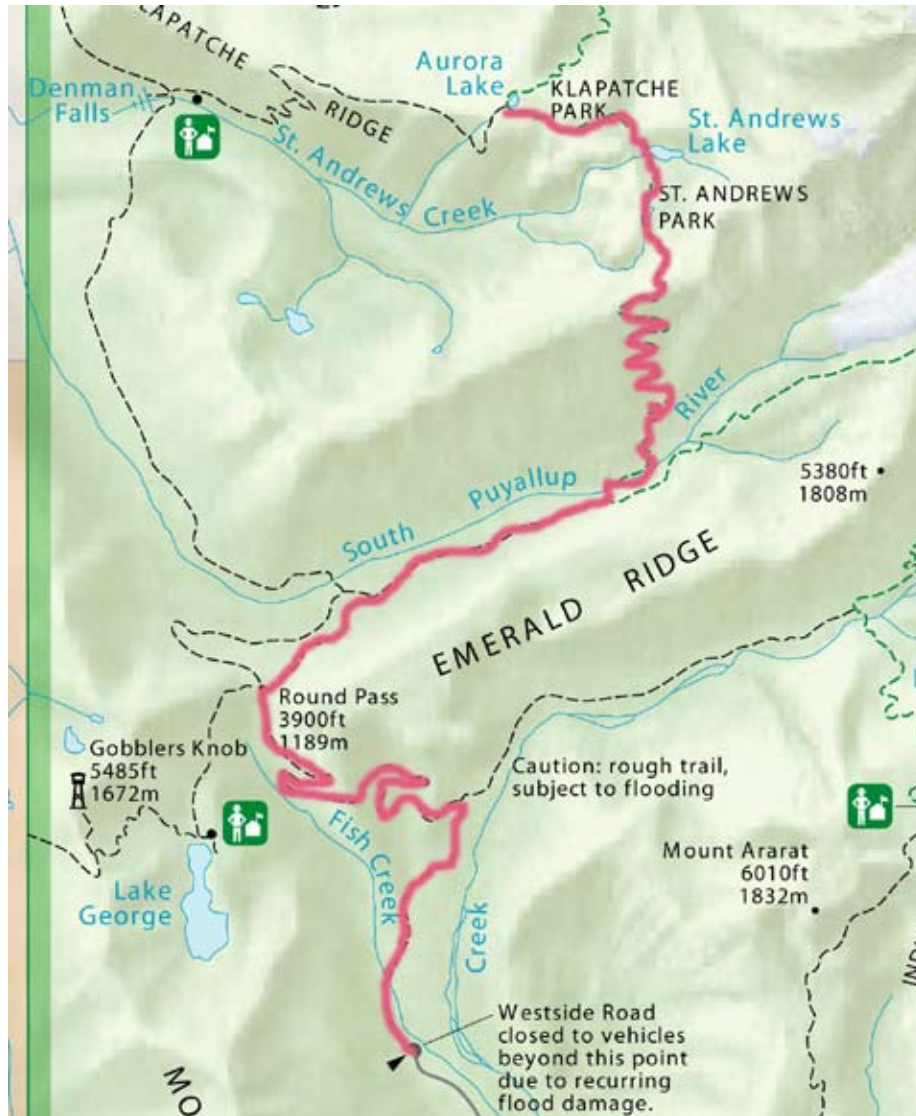 KLAPATCHE
RIDGE
Aurora
Lake
KLAPATCHE
PARK
Denman
Falls
St. Andrews
Lake
St. Andrews
Creek
ST. ANDREWS
PARK
River
5380ft
1808m
South Puyallup
EMERALD RIDGE
Round Pass
3900ft
1189m
Gobblers Knob
5485ft
1672m
Caution: rough trail,
subject to flooding
Fish Creek
Mount Ararat
6010ft
1832m
Lake
George
Creek
Westside Road
closed to vehicles
beyond this point
due to recurring
flood damage.
MO
IND